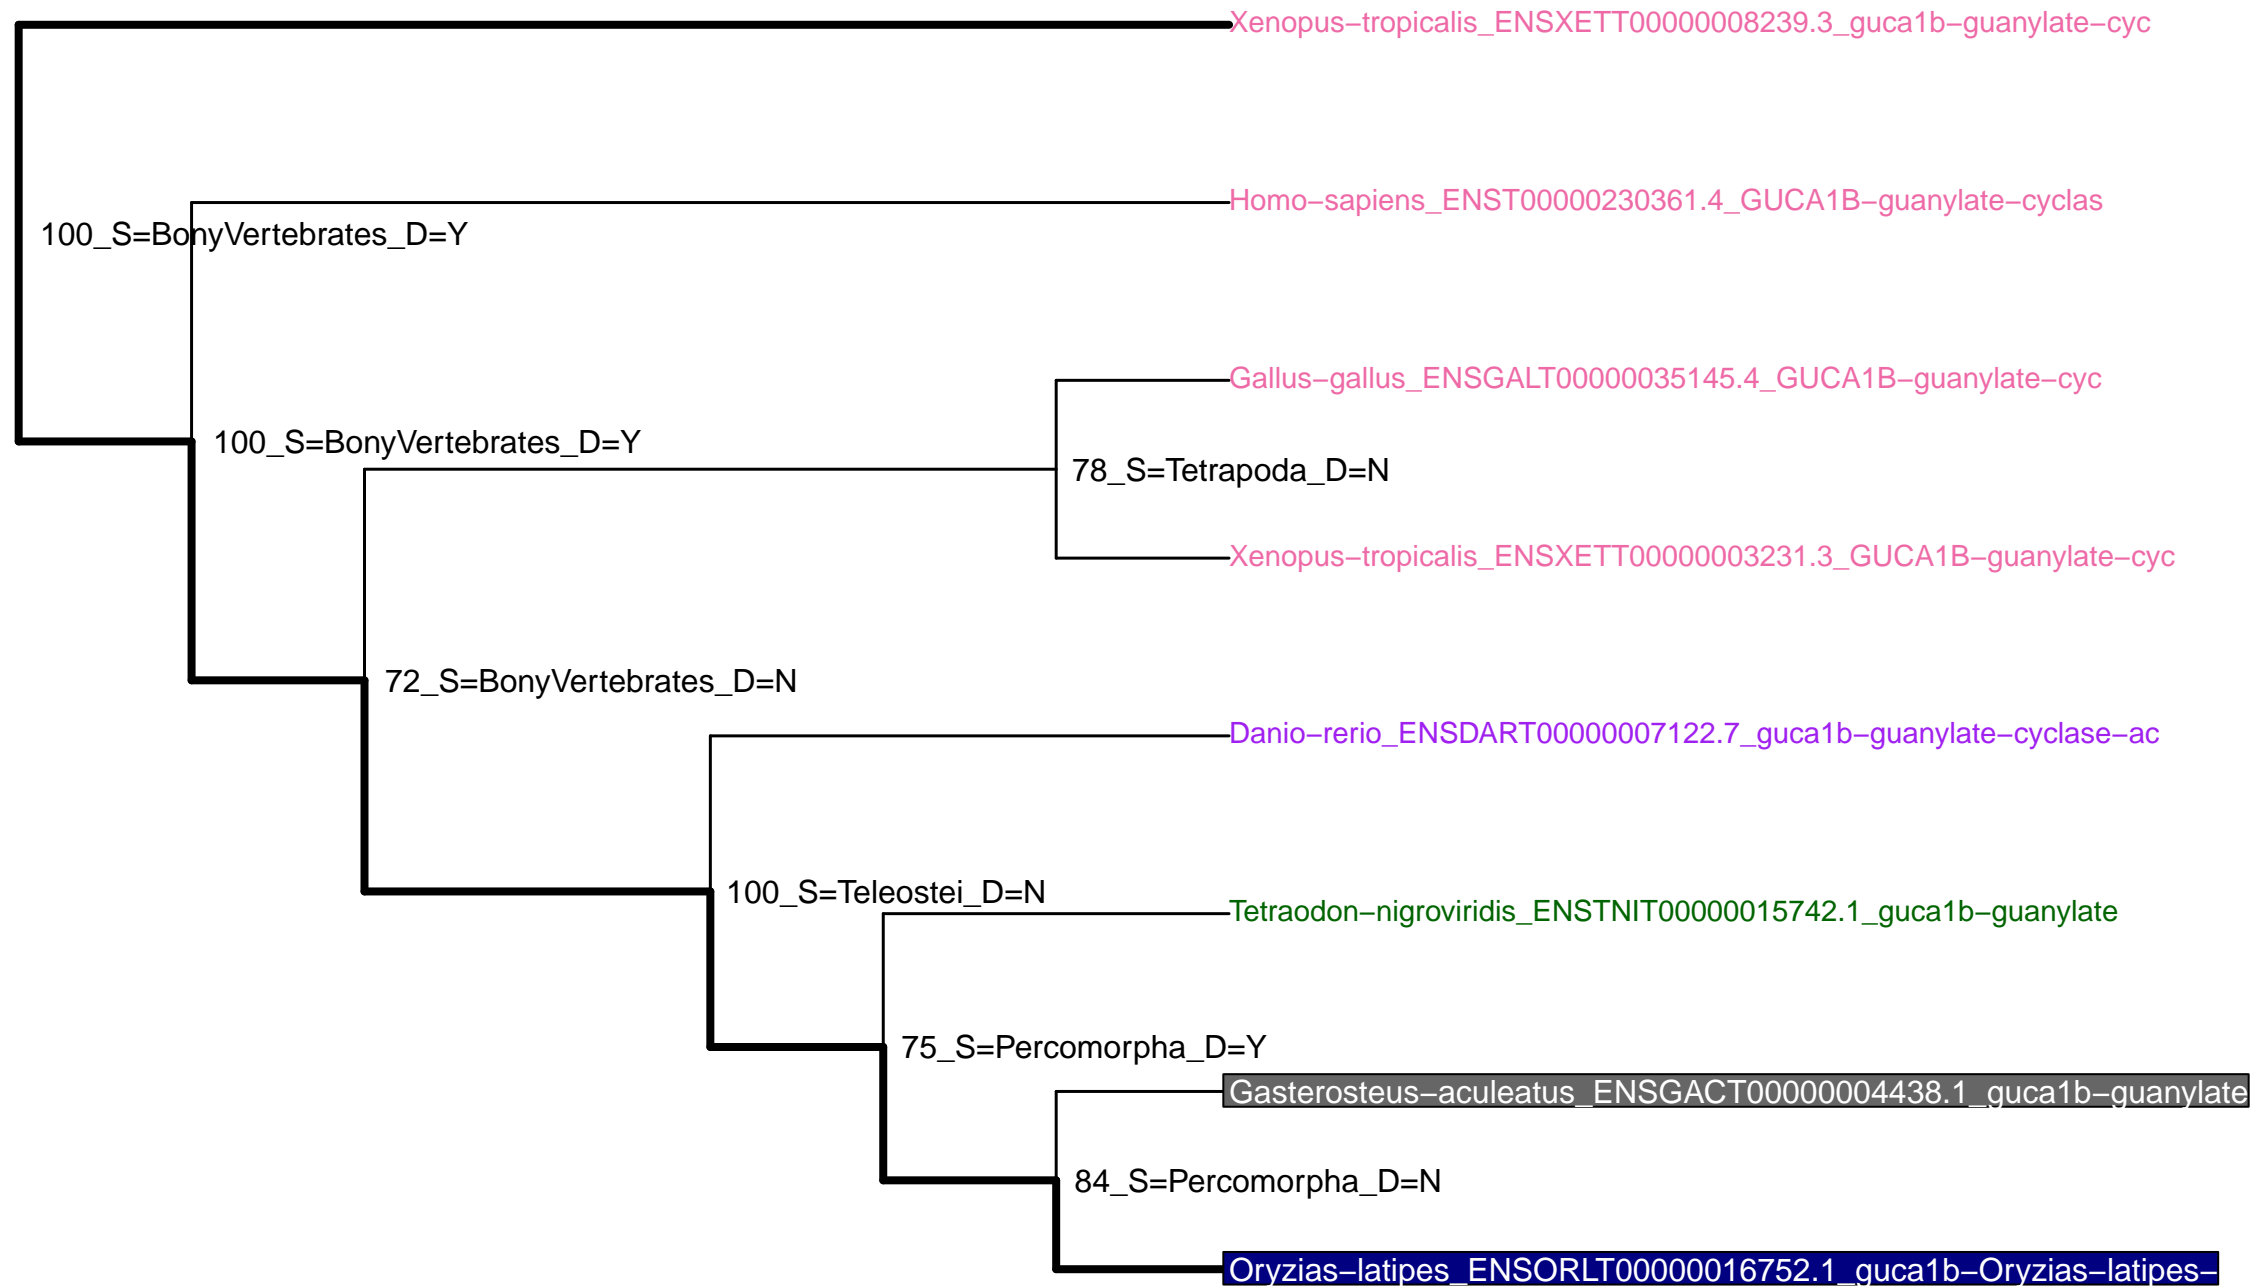 Xenopus−tropicalis_ENSXETT00000008239.3_guca1b−guanylate−cyc
Homo−sapiens_ENST00000230361.4_GUCA1B−guanylate−cyclas
100_S=BonyVertebrates_D=Y
Gallus−gallus_ENSGALT00000035145.4_GUCA1B−guanylate−cyc
100_S=BonyVertebrates_D=Y
78_S=Tetrapoda_D=N
Xenopus−tropicalis_ENSXETT00000003231.3_GUCA1B−guanylate−cyc
72_S=BonyVertebrates_D=N
Danio−rerio_ENSDART00000007122.7_guca1b−guanylate−cyclase−ac
100_S=Teleostei_D=N
Tetraodon−nigroviridis_ENSTNIT00000015742.1_guca1b−guanylate
75_S=Percomorpha_D=Y
Gasterosteus−aculeatus_ENSGACT00000004438.1_guca1b−guanylate
84_S=Percomorpha_D=N
Oryzias−latipes_ENSORLT00000016752.1_guca1b−Oryzias−latipes−